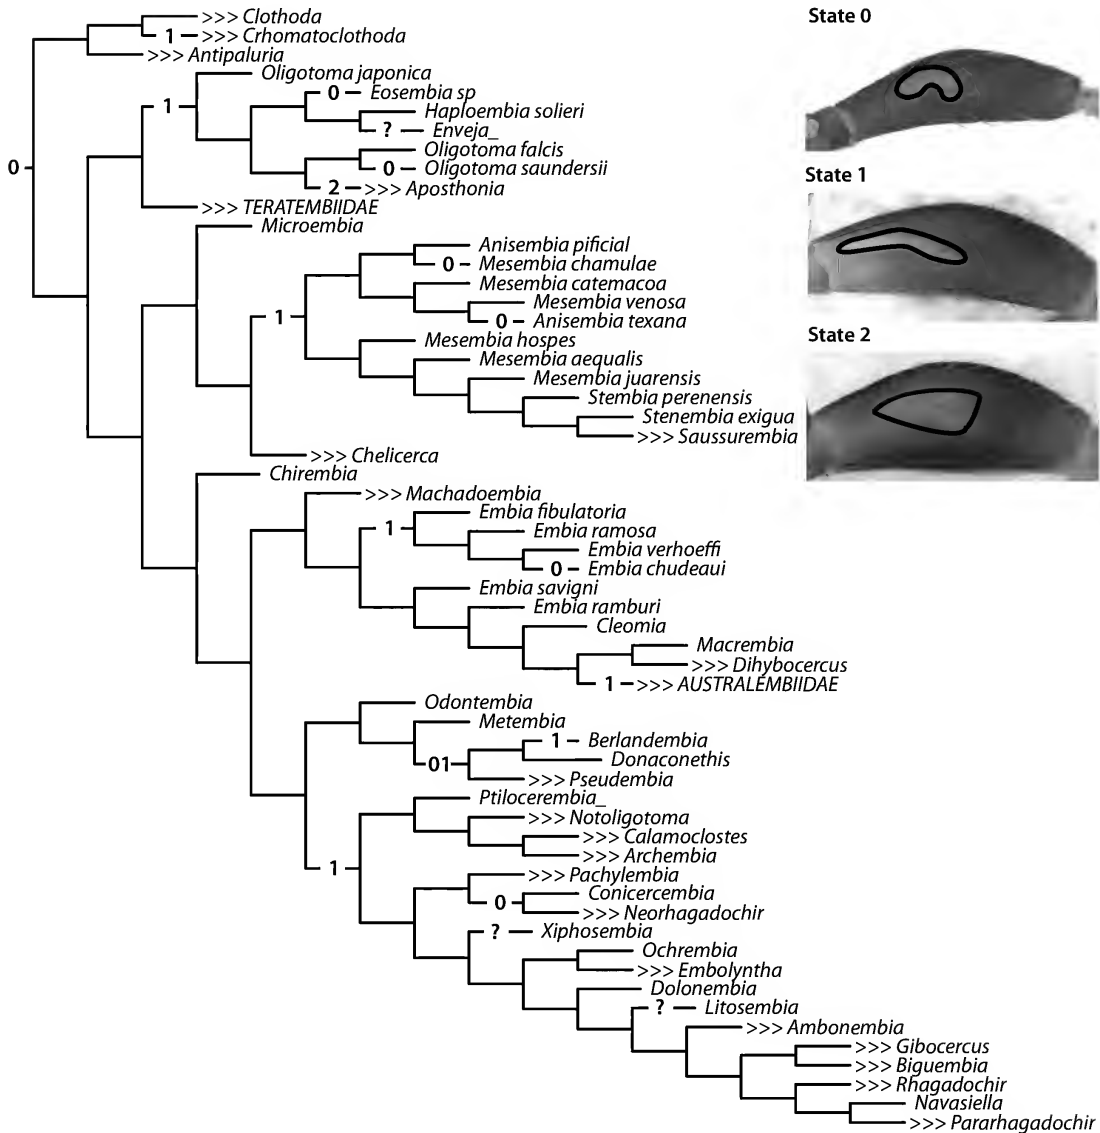 >>> Clothoda
State 0
1 >>> Crhomatoclothoda
>>> Antipaluria
Oligotoma japonica
0 Eosembia sp
1
Haploembia solieri
? Enveja_
Oligotoma falcis
0
0 Oligotoma saundersii
State 1
2 >>> Aposthonia
>>> TERATEMBIIDAE
Microembia
Anisembia pificial
0 Mesembia chamulae
Mesembia catemacoa
Mesembia venosa
1
0 Anisembia texana
State 2
Mesembia hospes
Mesembia aequalis
Mesembia juarensis
Stembia perenensis
Stenembia exigua
>>> Saussurembia
>>> Chelicerca
Chirembia
>>> Machadoembia
Embia fibulatoria
1
Embia ramosa
Embia verhoeffi
0 Embia chudeaui
Embia savigni
Embia ramburi
Cleomia
Macrembia
>>> Dihybocercus
1 >>> AUSTRALEMBIIDAE
Odontembia
Metembia
1 Berlandembia
Donaconethis
01
>>> Pseudembia
Ptilocerembia_
>>> Notoligotoma
>>> Calamoclostes
>>> Archembia
1
>>> Pachylembia
Conicercembia
0
>>> Neorhagadochir
? Xiphosembia
Ochrembia
>>> Embolyntha
Dolonembia
? Litosembia
>>> Ambonembia
>>> Gibocercus
>>> Biguembia
>>> Rhagadochir
Navasiella
>>> Pararhagadochir